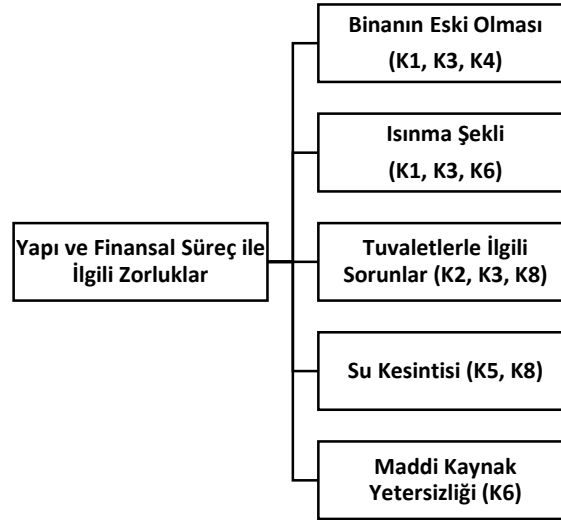 Binanın Eski Olması
(K1, K3, K4)
Isınma Şekli
(K1, K3, K6)
Yapı ve Finansal Süreç ile
İlgili Zorluklar
Tuvaletlerle İlgili
Sorunlar (K2, K3, K8)
Su Kesintisi (K5, K8)
Maddi Kaynak
Yetersizliği (K6)